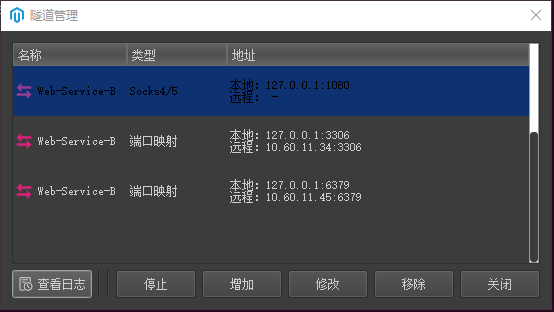 隧道管理
名称 类型 地址
Web-Service-B Socks4/5 本地: 127.0.0.1:1080
远程: -
Web-Service-B 端口映射 本地: 127.0.0.1:3306
远程: 10.60.11.34:3306
Web-Service-B 端口映射 本地: 127.0.0.1:6379
远程: 10.60.11.45:6379
查看日志 停止 增加 修改 移除 关闭